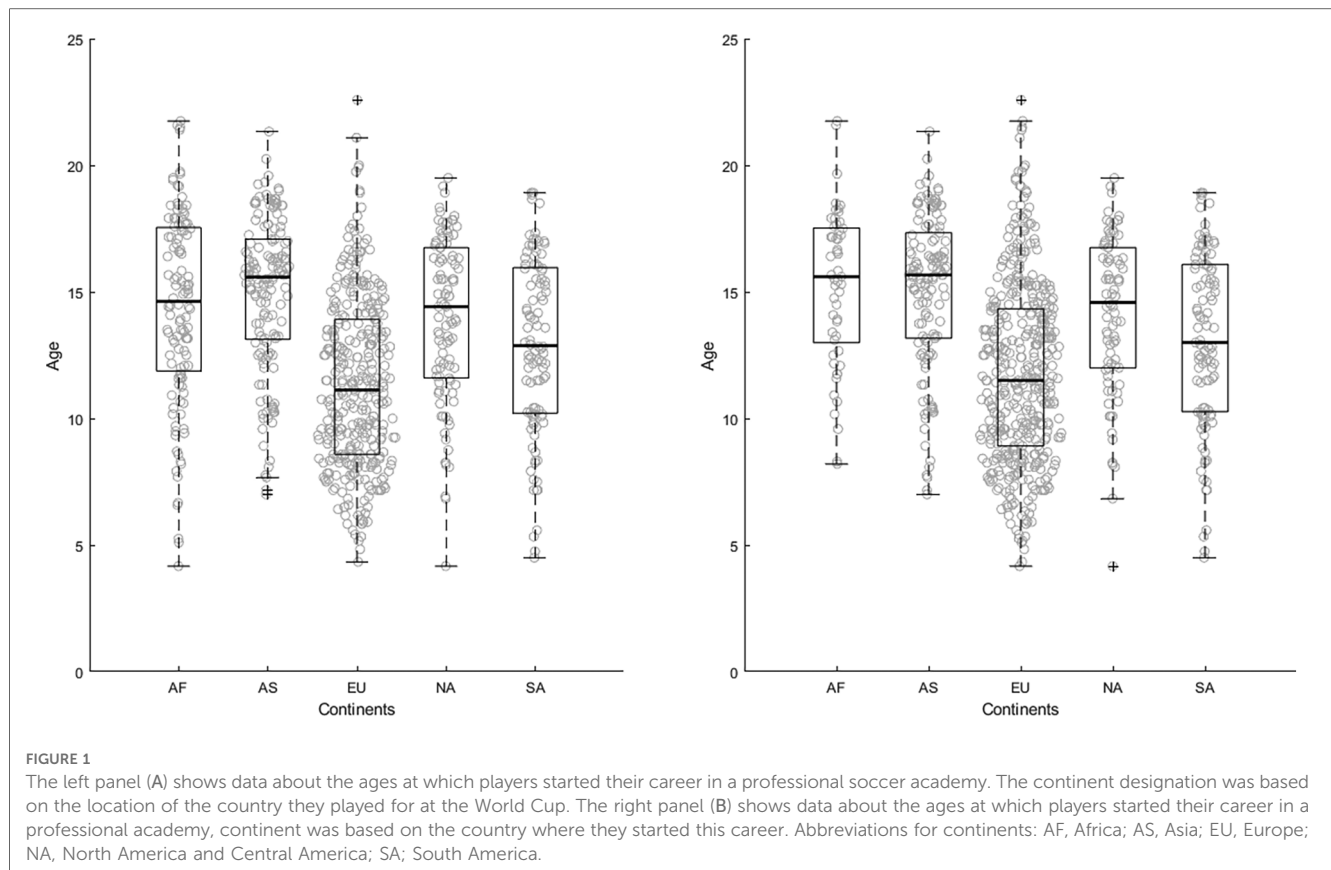 25
20
15
10
5
0
Age
AF AS EU NA SA
Continents
25
20
15
10
5
0
Age
AF AS EU NA SA
Continents
FIGURE 1
The left panel (A) shows data about the ages at which players started their career in a professional soccer academy. The continent designation was based
on the location of the country they played for at the World Cup. The right panel (B) shows data about the ages at which players started their career in a
professional academy, continent was based on the country where they started this career. Abbreviations for continents: AF, Africa; AS, Asia; EU, Europe;
NA, North America and Central America; SA; South America.